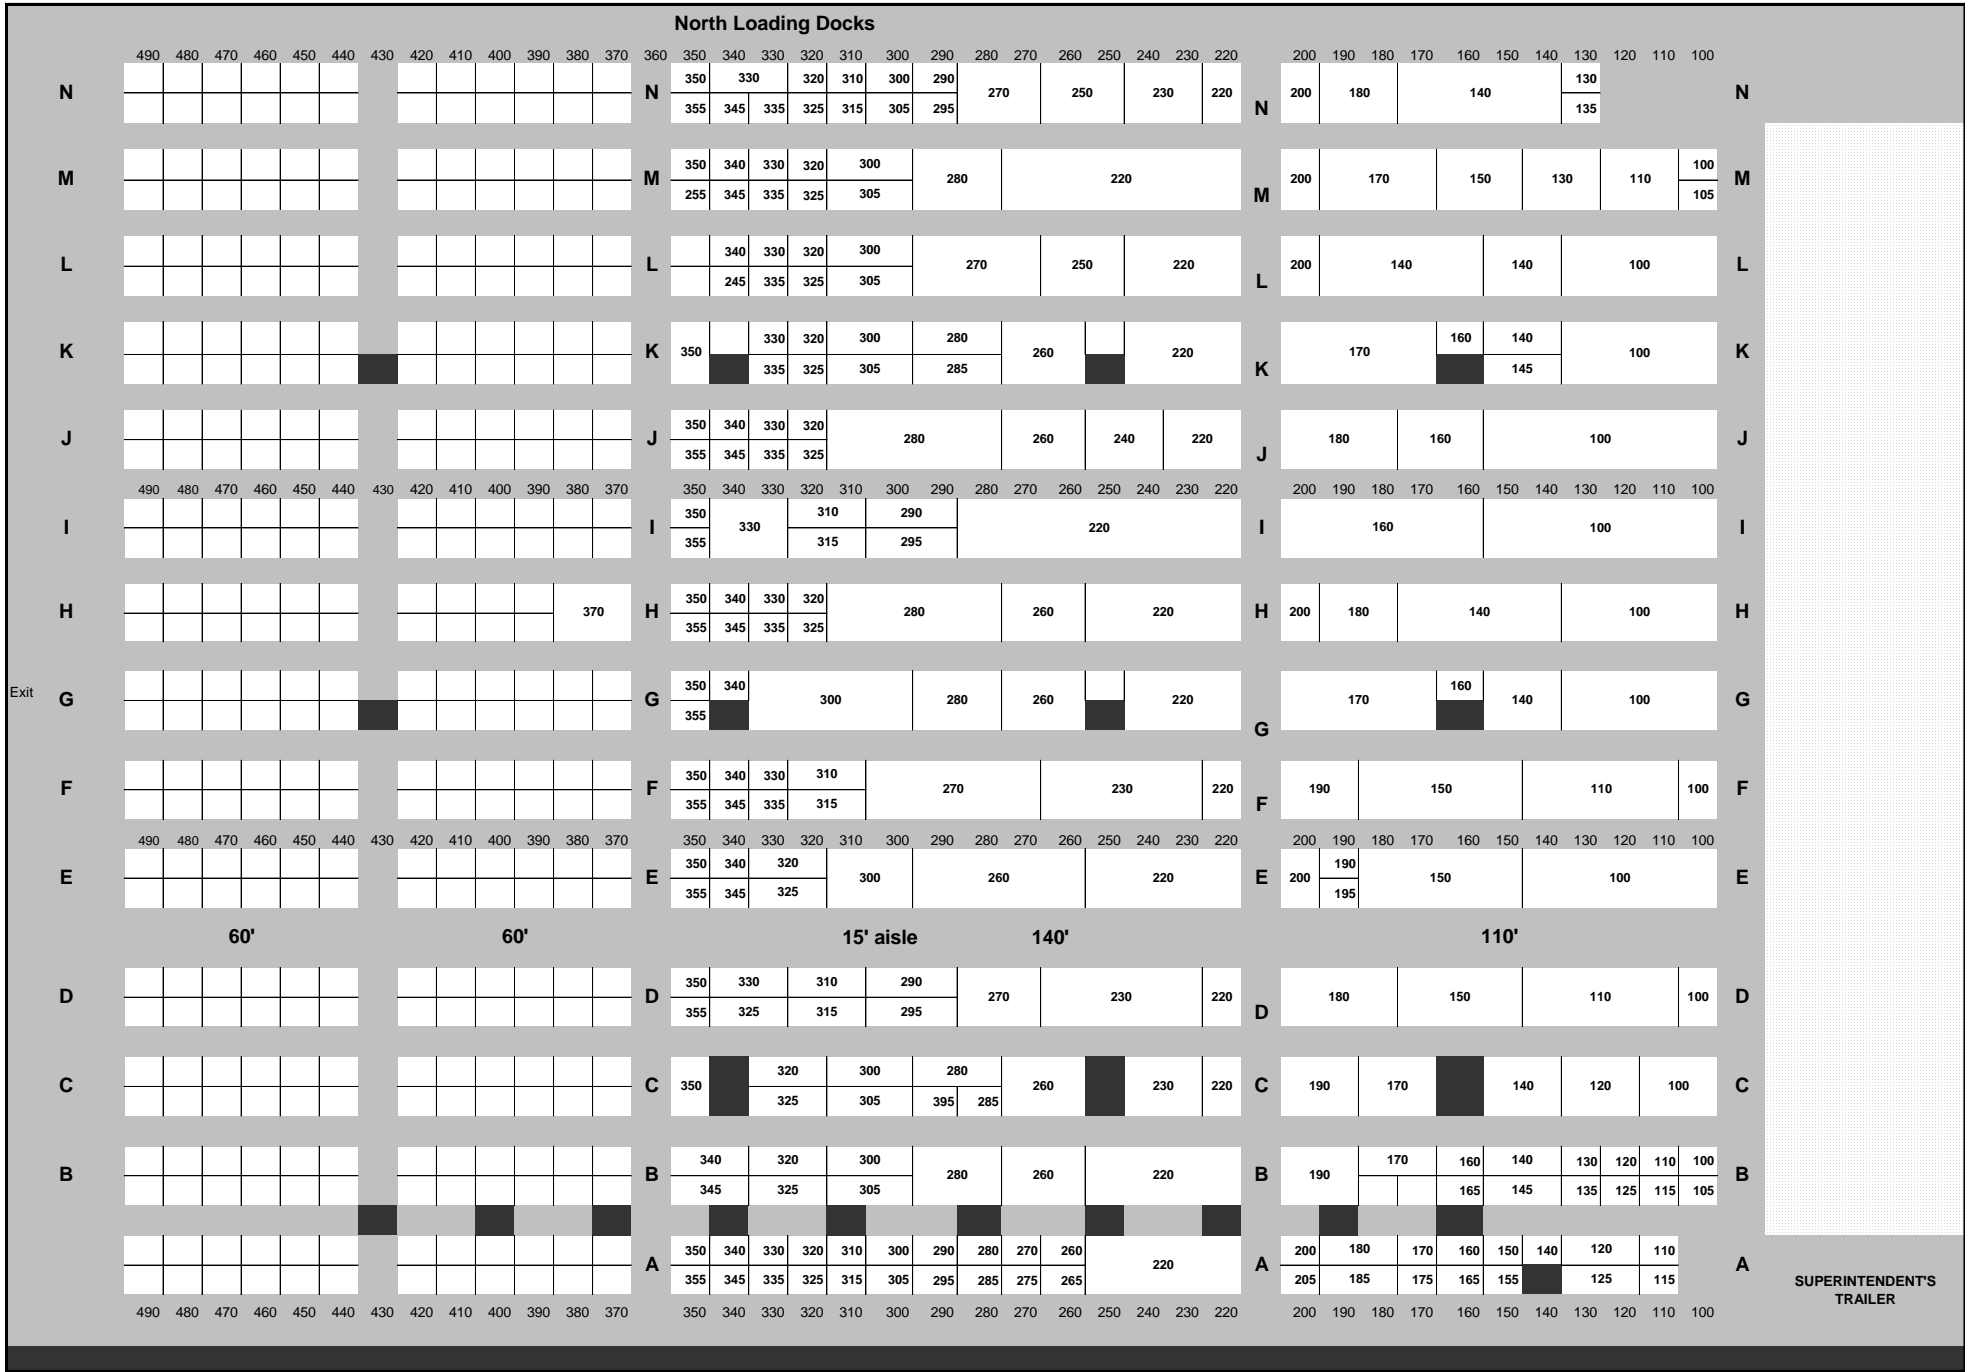 North Loading Docks
490 480 470 460 450 440 430 420 410 400 390 380 370 360 350 340 330 320 310 300 290 280 270 260 250 230 220 200 190 180 170 160 150 140 130 120 110 100
350 330 320 310 300 290 130
N N 270 250 230 220 N 200 180 140 N
355 345 335 325 315 305 295 135
350 340 330 320 300 100
M M 280 220 M 200 170 150 130 110 M
255 345 335 325 305 105
340 330 320 300
L L 270 250 220 L 200 140 140 100 L
245 335 325 305
330 320 300 280 160 140
K K 350 260 220 K 170 100 K
335 325 305 285 145
350 340 330 320
J J 280 260 240 220 J 180 160 100 J
355 345 335 325
490 480 470 460 450 440 430 420 410 400 390 380 370 350 340 330 320 310 300 290 280 270 260 250 230 220 200 190 180 170 160 150 140 130 120 110 100
350 310 290
I I 330 220 I 160 100 I
355 315 295
350 340 330 320
H 370 H 280 260 220 H 200 180 140 100 H
355 345 335 325
350 340 160
Exit G G 300 280 260 220 G 170 140 100 G
355
350 340 330 310
F F 270 230 220 F 190 150 110 100 F
355 345 335 315
490 480 470 460 450 440 430 420 410 400 390 380 370 350 340 330 320 310 300 290 280 270 260 250 230 220 200 190 180 170 160 150 140 130 120 110 100
350 340 320 190
E E 300 260 220 E 200 150 100 E
355 345 325 195
60' 60' 15' aisle 140' 110'
350 330 310 290
D D 270 230 220 D 180 150 110 100 D
355 325 315 295
320 300 280
C C 350 260 230 220 C 190 170 140 120 100 C
325 305 395 285
340 320 300 170 160 140 130 120 110 100
B B 280 260 220 B 190 B
345 325 305 165 145 135 125 115 105
350 340 330 320 310 300 290 280 270 260 200 180 170 160 150 140 120 110
A 220 A A
355 345 335 325 315 305 295 285 275 265 205 185 175 165 155 125 115
SUPERINTENDENT'S
TRAILER
490 480 470 460 450 440 430 420 410 400 390 380 370 350 340 330 320 310 300 290 280 270 260 250 230 220 200 190 180 170 160 150 140 130 120 110 100